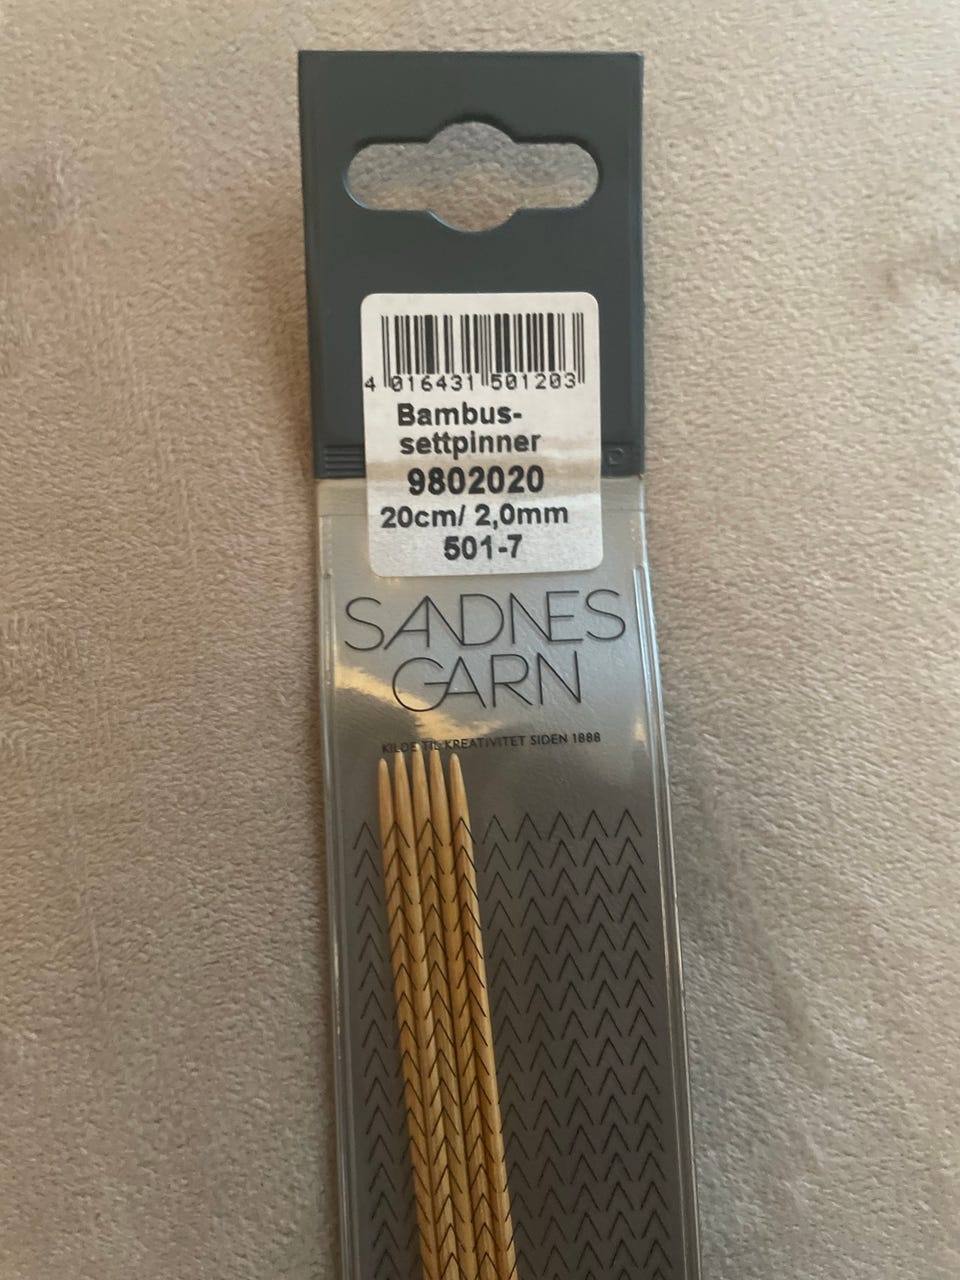 4 016431 501203
Bambus-
settpinner
9802020
20cm/ 2,0mm
501-7
SANDNES
GARN
KILDE TIL KREATIVITET SIDEN 1888